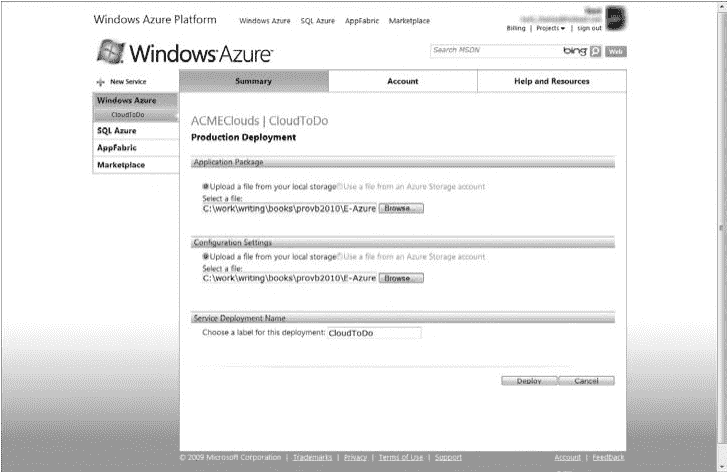 Windows Azure Platform Windows Azure SQL Azure AppFabric Marketplace
Billing | Projects | sign out
Windows Azure
Search MSDN bing Web
New Service Summary Account Help and Resources
Windows Azure
CloudToDo
SQL Azure
AppFabric
Marketplace
ACMEClouds | CloudToDo
Production Deployment
Application Package
Upload a file from your local storage Use a file from an Azure Storage account
Select a file:
C:\work\writing\books\provb2010\E-Azure Browse...
Configuration Settings
Upload a file from your local storage Use a file from an Azure Storage account
Select a file:
C:\work\writing\books\provb2010\E-Azure Browse...
Service Deployment Name
Choose a label for this deployment: CloudToDo
Deploy Cancel
© 2009 Microsoft Corporation | Trademarks | Privacy | Terms of Use | Support Account | Feedback